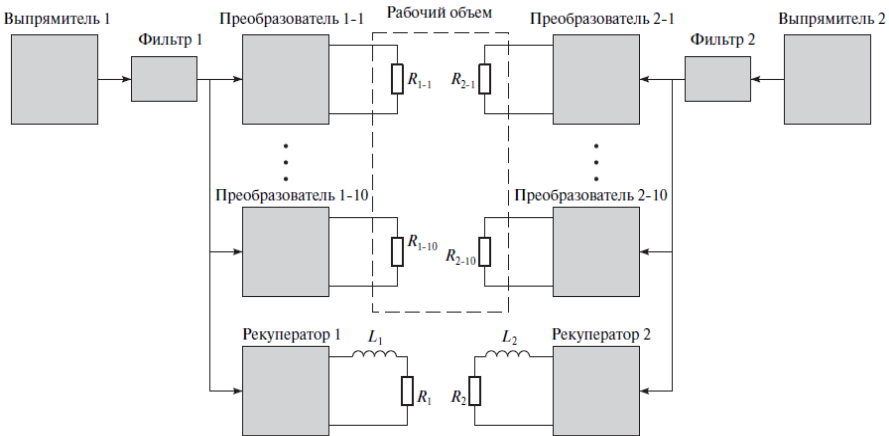 Выпрямитель 1
Преобразователь 1-1
Рабочий объем
Преобразователь 2-1
Выпрямитель 2
Фильтр 1
Фильтр 2
R1-1
R2-1
Преобразователь 1-10
Преобразователь 2-10
R1-10
R2-10
Рекуператор 1
L1
L2
Рекуператор 2
R1
R2